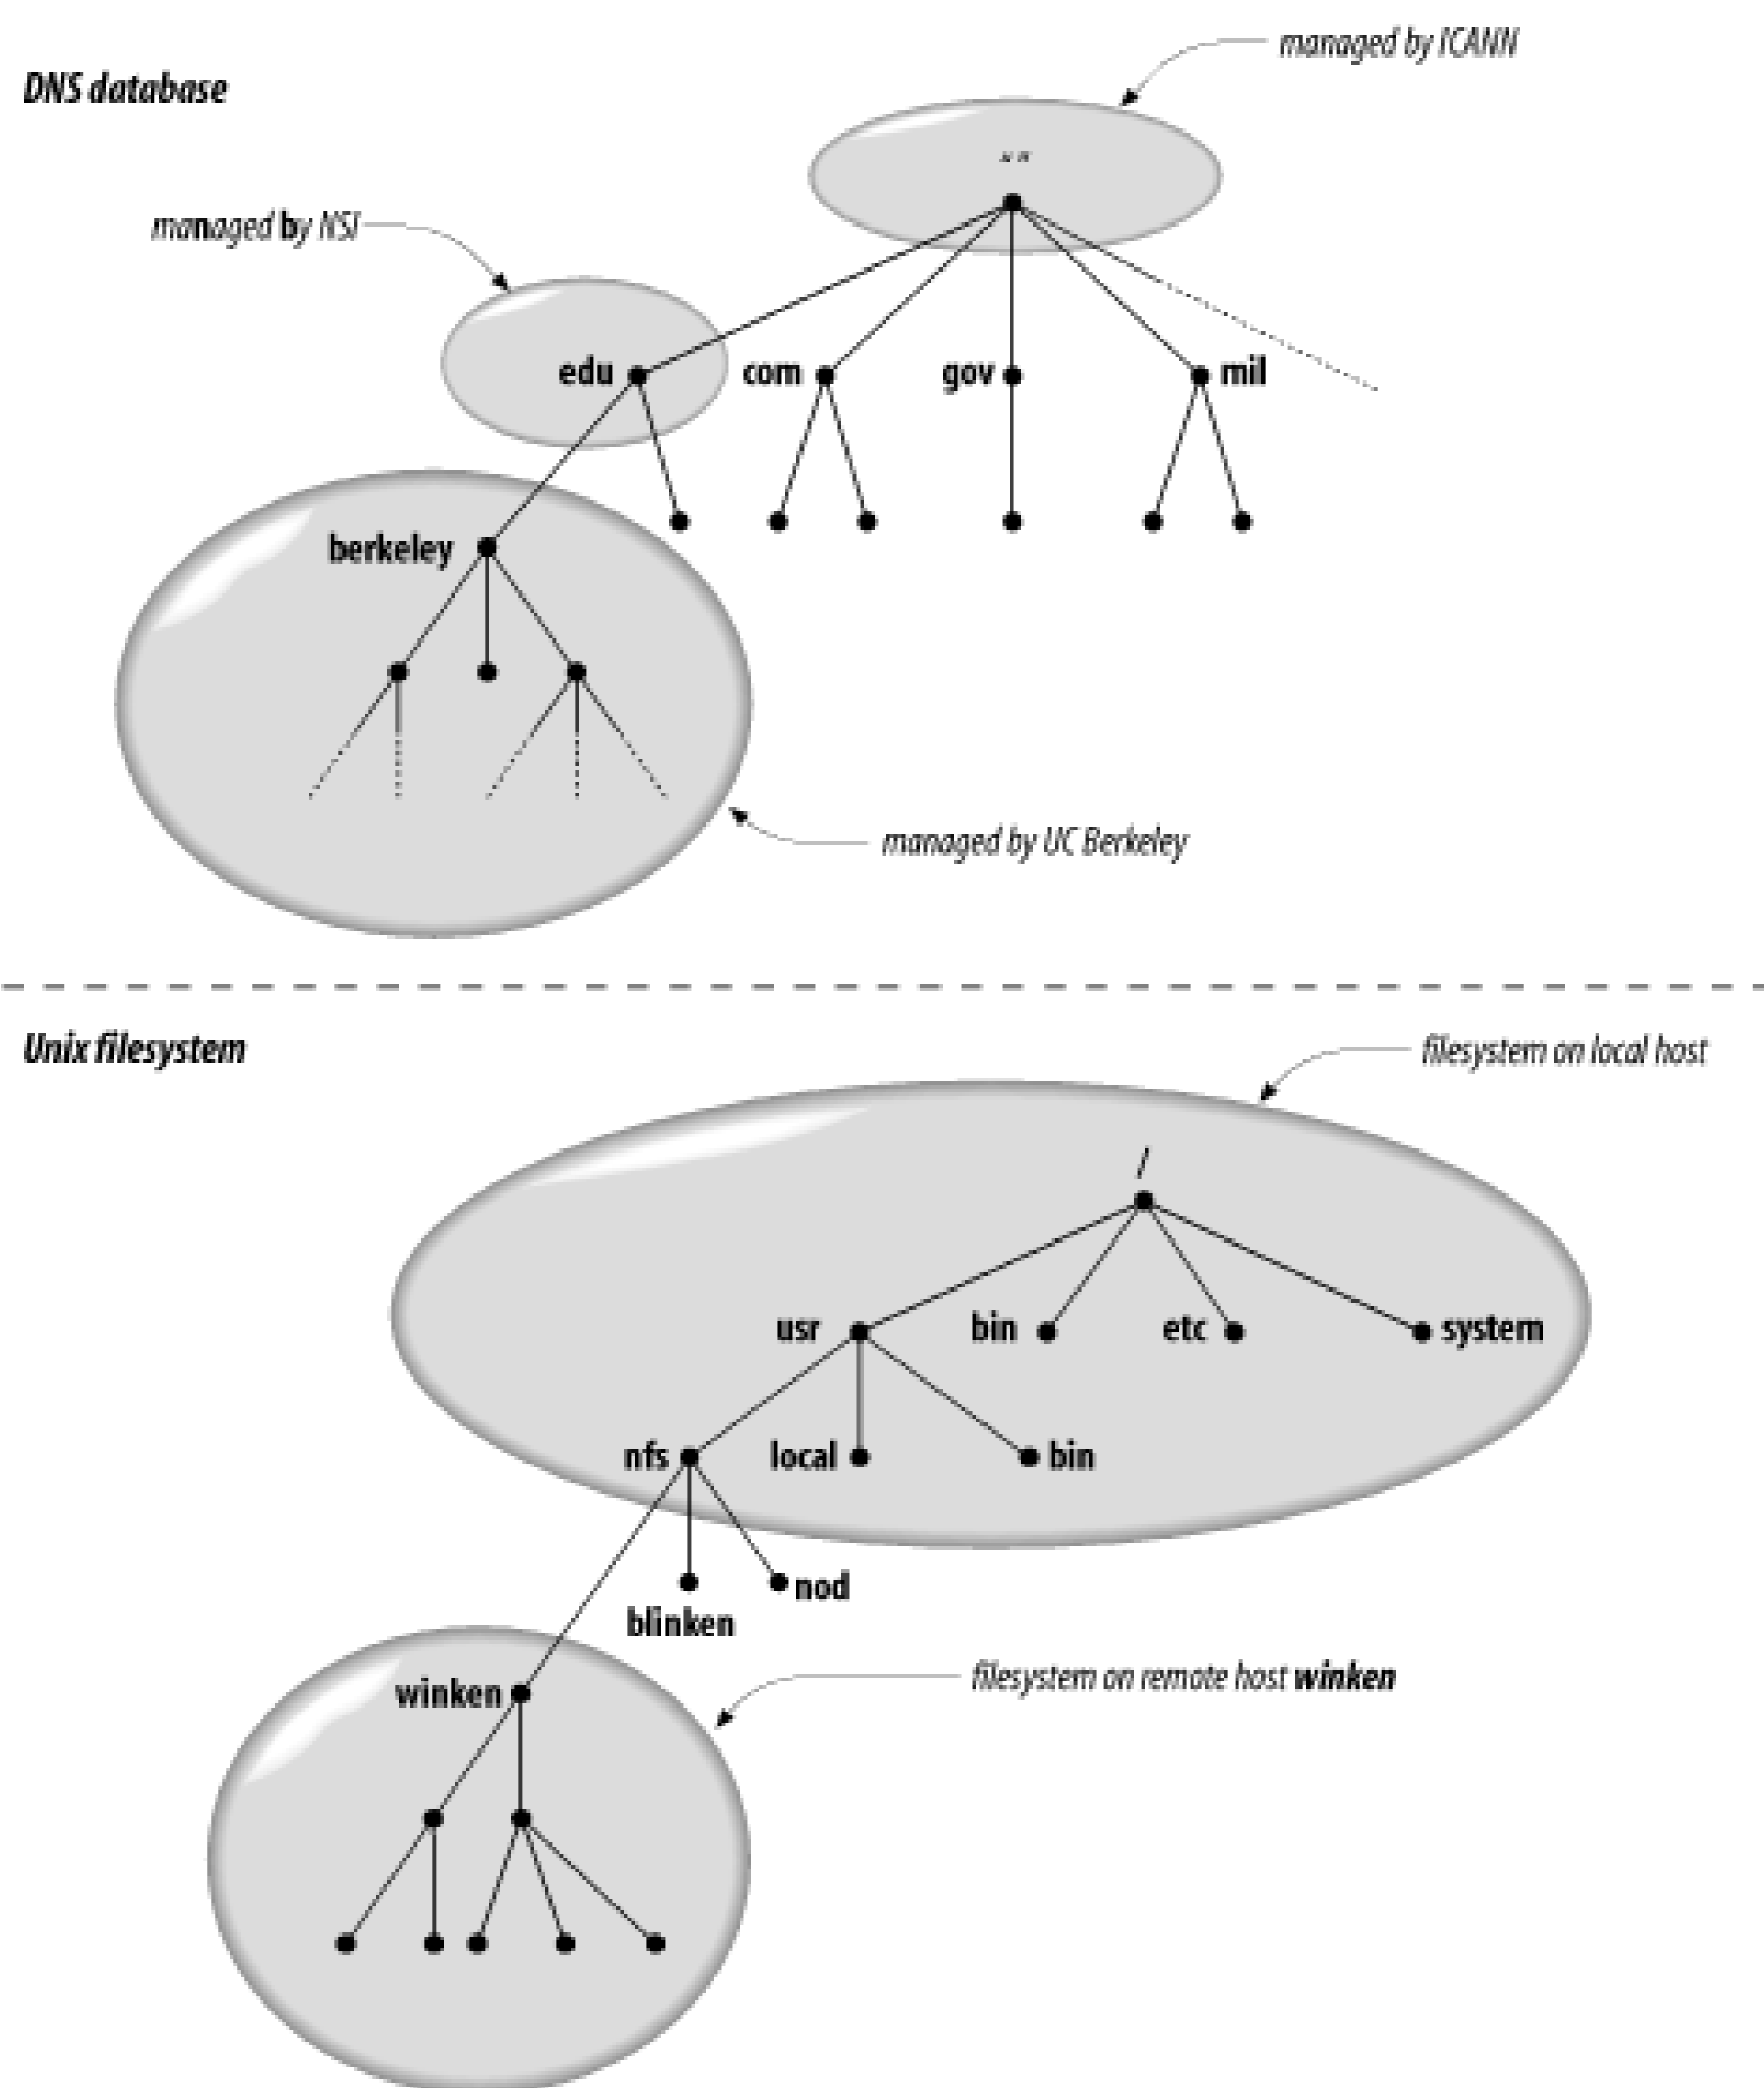 managed by ICANN
DNS database
" "
managed by NSI
edu
com
gov
mil
berkeley
managed by UC Berkeley
Unix filesystem
filesystem on local host
/
usr
bin
etc
system
nfs
local
bin
nod
blinken
filesystem on remote host winken
winken